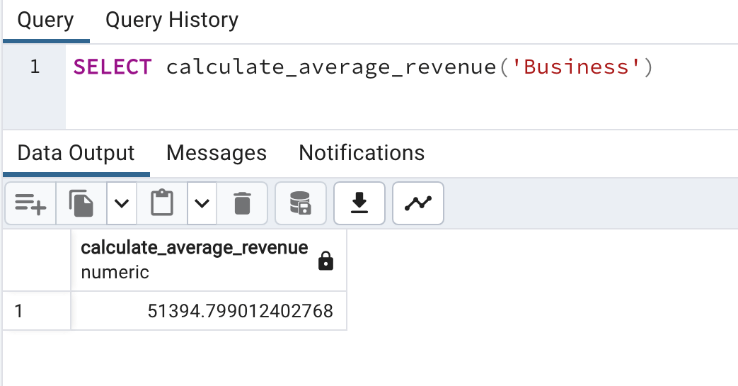 Query Query History
1 SELECT calculate_average_revenue('Business')
Data Output Messages Notifications
calculate_average_revenue
numeric
1 51394.799012402768